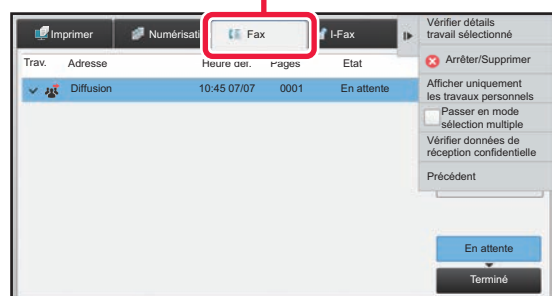 Imprimer
Numérisati
Fax
I-Fax
Trav.
Adresse
Heure déf.
Pages
Etat
Diffusion
10:45 07/07
0001
En attente
Vérifier détails
travail sélectionné
Arrêter/Supprimer
Afficher uniquement
les travaux personnels
Passer en mode
sélection multiple
Vérifier données de
réception confidentielle
Précédent
En attente
Terminé